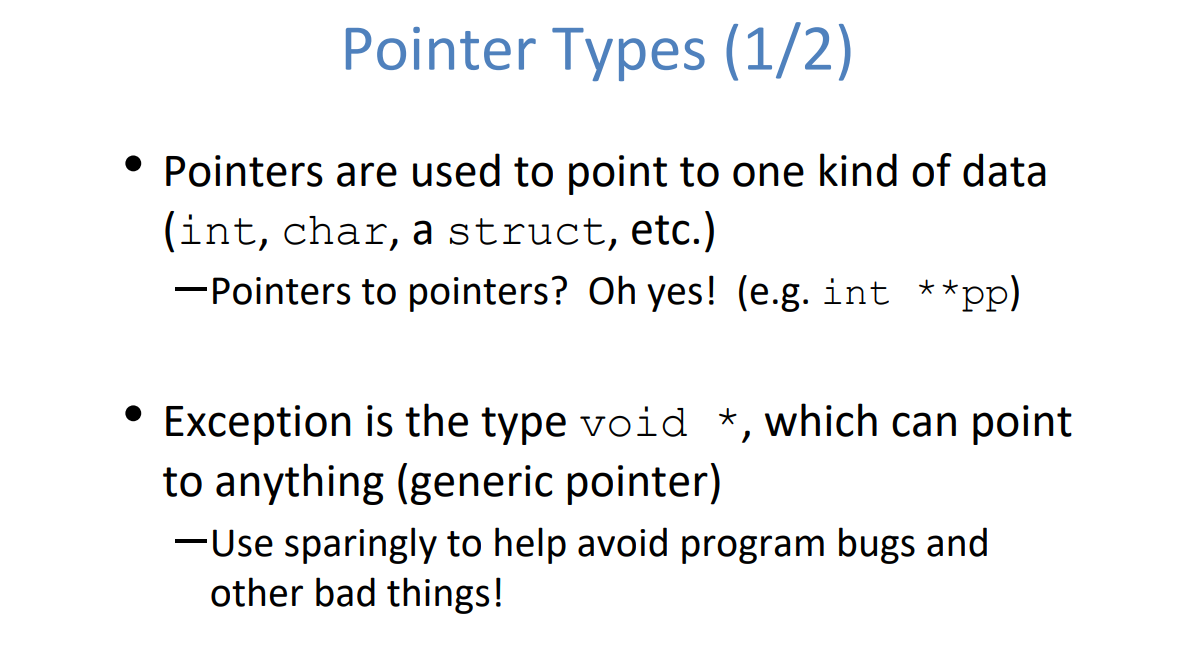 Pointer Types (1/2)
• Pointers are used to point to one kind of data
(int, char, a struct, etc.)
—Pointers to pointers? Oh yes! (e.g. int **pp)
• Exception is the type void *, which can point
to anything (generic pointer)
—Use sparingly to help avoid program bugs and
other bad things!